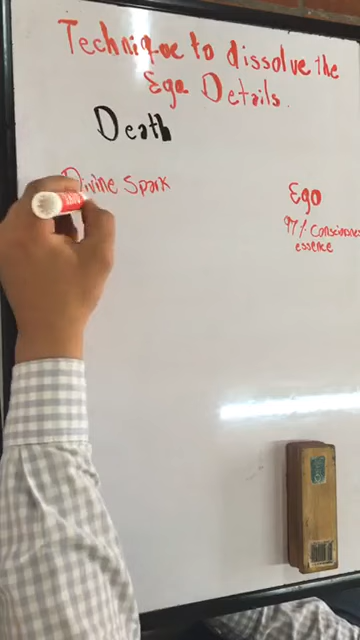 Technique to dissolve the
Ego Details.
Death
Divine Spark
Ego
97% Consciousness
essence